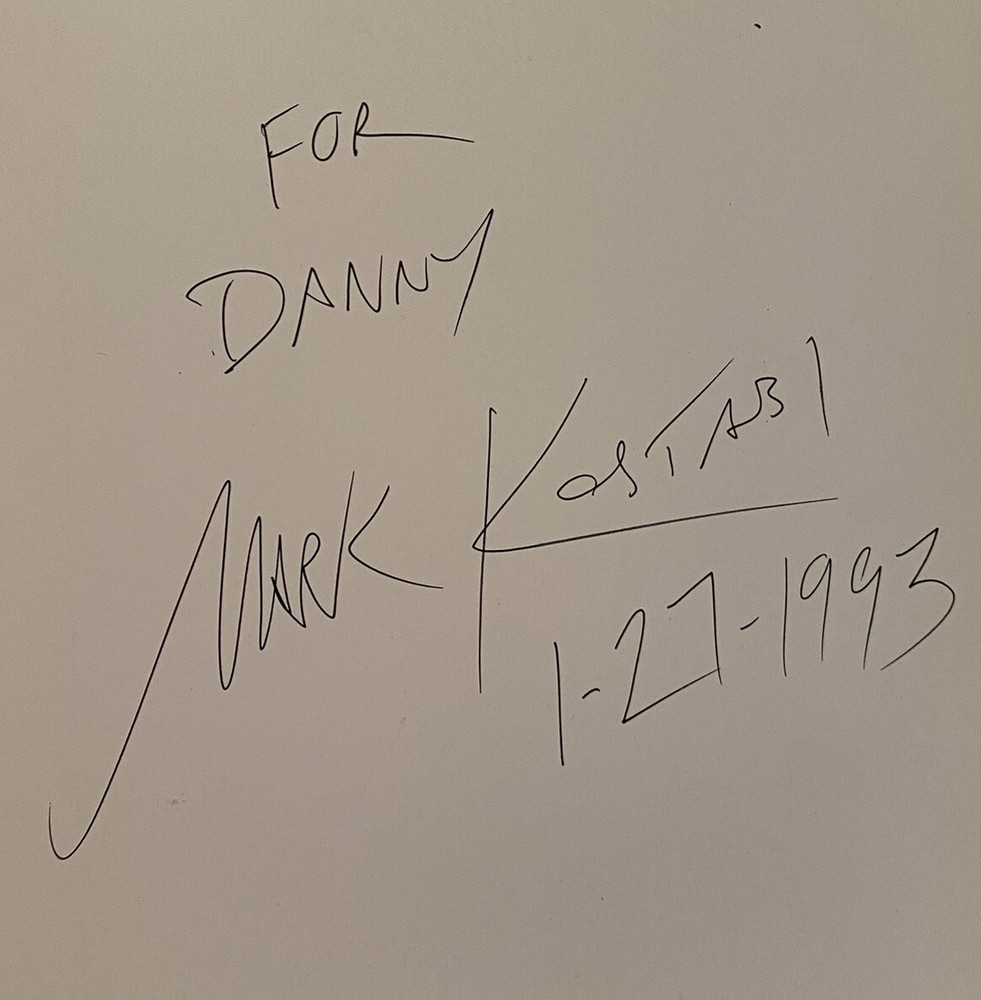 FOR
DANNY
MARK KOSTABI
1-27-1993